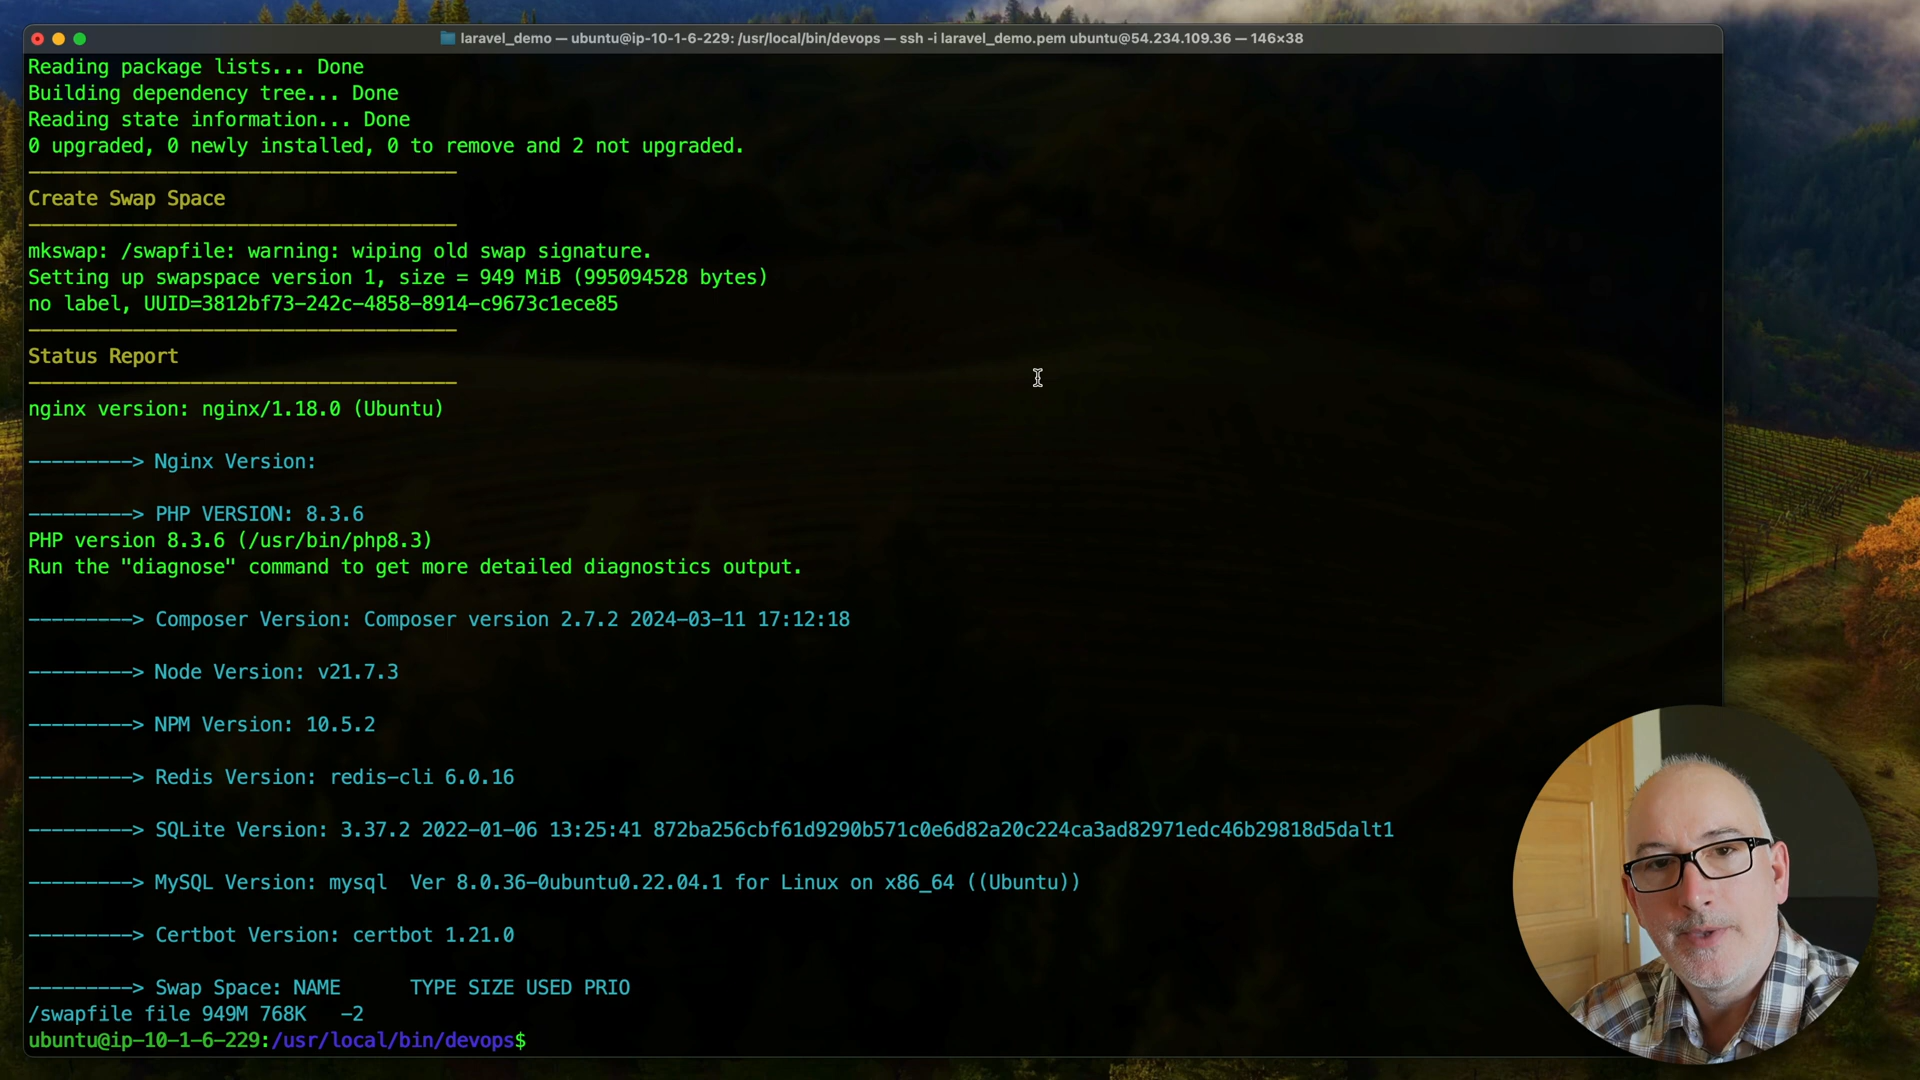 laravel_demo — ubuntu@ip-10-1-6-229: /usr/local/bin/devops — ssh -i laravel_demo.pem ubuntu@54.234.109.36 — 146×38
Reading package lists... Done
Building dependency tree... Done
Reading state information... Done
0 upgraded, 0 newly installed, 0 to remove and 2 not upgraded.
-------------------------------------
Create Swap Space
-------------------------------------
mkswap: /swapfile: warning: wiping old swap signature.
Setting up swapspace version 1, size = 949 MiB (995094528 bytes)
no label, UUID=3812bf73-242c-4858-8914-c9673c1ece85
-------------------------------------
Status Report
-------------------------------------
nginx version: nginx/1.18.0 (Ubuntu)
---------> Nginx Version:
---------> PHP VERSION: 8.3.6
PHP version 8.3.6 (/usr/bin/php8.3)
Run the "diagnose" command to get more detailed diagnostics output.
---------> Composer Version: Composer version 2.7.2 2024-03-11 17:12:18
---------> Node Version: v21.7.3
---------> NPM Version: 10.5.2
---------> Redis Version: redis-cli 6.0.16
---------> SQLite Version: 3.37.2 2022-01-06 13:25:41 872ba256cbf61d9290b571c0e6d82a20c224ca3ad82971edc46b29818d5dalt1
---------> MySQL Version: mysql  Ver 8.0.36-0ubuntu0.22.04.1 for Linux on x86_64 ((Ubuntu))
---------> Certbot Version: certbot 1.21.0
---------> Swap Space: NAME      TYPE SIZE USED PRIO
/swapfile file 949M 768K   -2
ubuntu@ip-10-1-6-229:/usr/local/bin/devops$